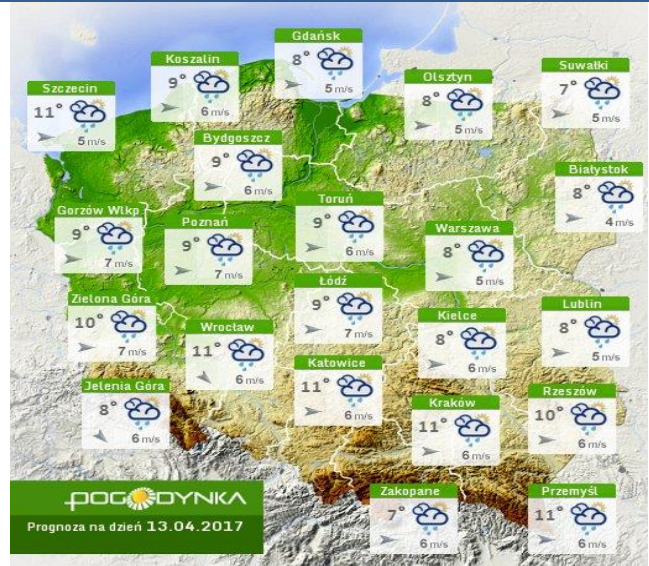 Gdańsk
8°
5 m/s
Koszalin
9°
6 m/s
Suwałki
7°
5 m/s
Olsztyn
8°
5 m/s
Szczecin
11°
5 m/s
Bydgoszcz
9°
6 m/s
Białystok
8°
4 m/s
Toruń
9°
6 m/s
Gorzów Wlkp
9°
7 m/s
Poznań
9°
7 m/s
Warszawa
8°
5 m/s
Łódź
9°
7 m/s
Zielona Góra
10°
7 m/s
Lublin
8°
5 m/s
Kielce
8°
6 m/s
Wrocław
11°
6 m/s
Katowice
11°
6 m/s
Jelenia Góra
8°
6 m/s
Rzeszów
10°
6 m/s
Kraków
11°
6 m/s
Zakopane
7°
6 m/s
Przemyśl
11°
6 m/s
POGODYNKA
Prognoza na dzień 13.04.2017